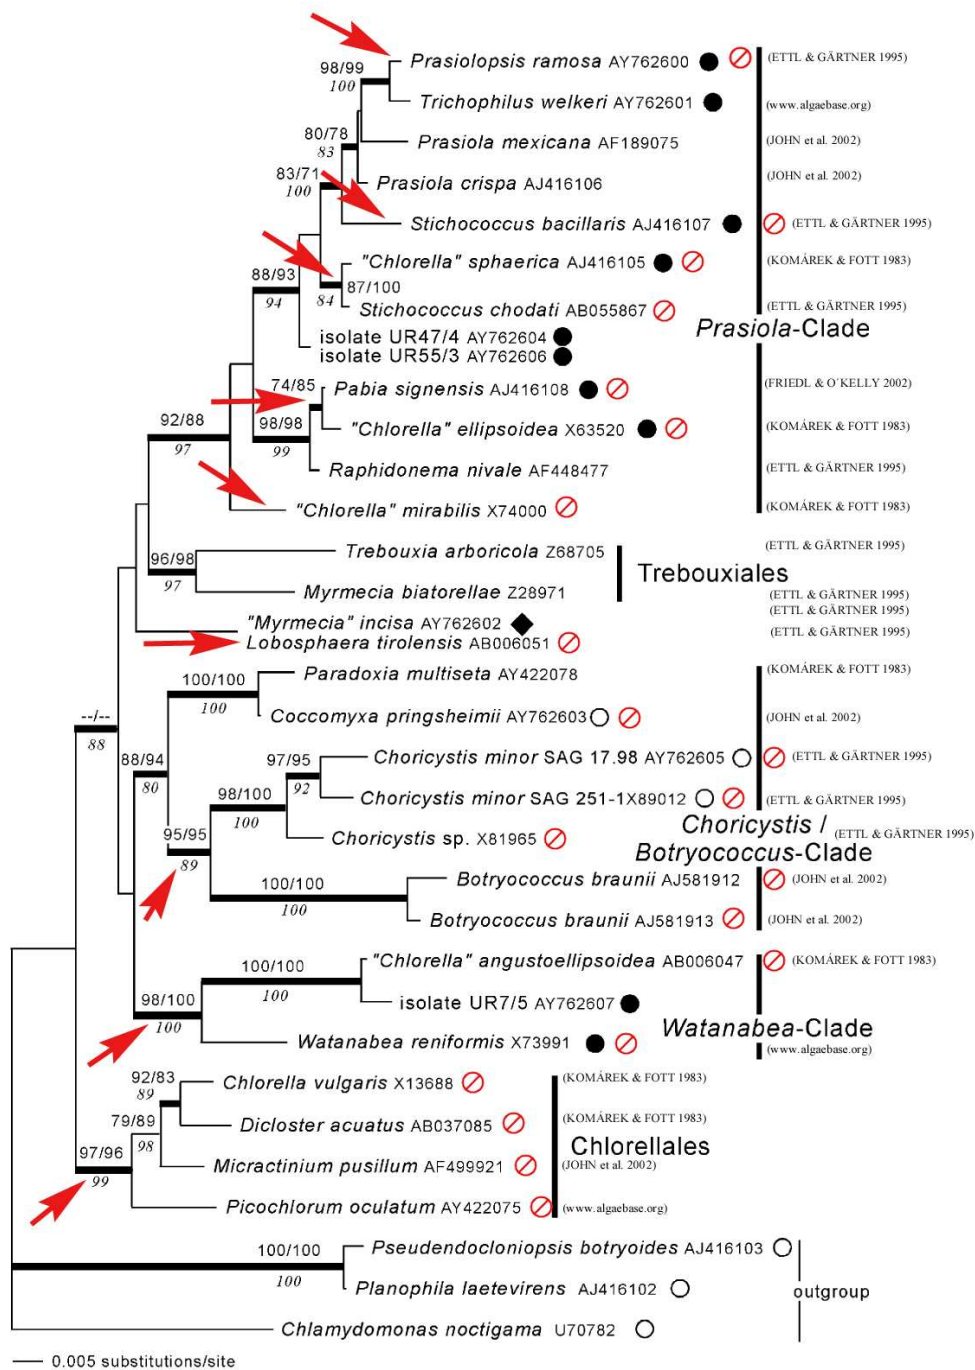 98/99
100
Prasiolopsis ramosa AY762600 (ETTL & GÄRTNER 1995)
Trichophilus welkeri AY762601 (www.algaebase.org)
80/78
83
Prasiola mexicana AF189075 (JOHN et al. 2002)
83/71
100
Prasiola crispa AJ416106 (JOHN et al. 2002)
Stichococcus bacillaris AJ416107 (ETTL & GÄRTNER 1995)
"Chlorella" sphaerica AJ416105 (KOMÁREK & FOTT 1983)
88/93
94
84
87/100
Stichococcus chodati AB055867 (ETTL & GÄRTNER 1995)
Prasiola-Clade
isolate UR47/4 AY762604
isolate UR55/3 AY762606
74/85
Pabia signensis AJ416108 (FRIEDL & O´KELLY 2002)
92/88
97
98/98
99
"Chlorella" ellipsoidea X63520 (KOMÁREK & FOTT 1983)
Raphidonema nivale AF448477 (ETTL & GÄRTNER 1995)
"Chlorella" mirabilis X74000 (KOMÁREK & FOTT 1983)
96/98
97
Trebouxia arboricola Z68705 (ETTL & GÄRTNER 1995)
Trebouxiales
Myrmecia biatorellae Z28971 (ETTL & GÄRTNER 1995)
(ETTL & GÄRTNER 1995)
"Myrmecia" incisa AY762602
Lobosphaera tirolensis AB006051 (ETTL & GÄRTNER 1995)
100/100
100
Paradoxia multiseta AY422078 (KOMÁREK & FOTT 1983)
--/--
88
Coccomyxa pringsheimii AY762603 (JOHN et al. 2002)
88/94
80
97/95
92
Choricystis minor SAG 17.98 AY762605 (ETTL & GÄRTNER 1995)
98/100
100
Choricystis minor SAG 251-1X89012 (ETTL & GÄRTNER 1995)
95/95
89
Choricystis sp. X81965 (ETTL & GÄRTNER 1995)
Choricystis /
Botryococcus-Clade
100/100
100
Botryococcus braunii AJ581912 (JOHN et al. 2002)
Botryococcus braunii AJ581913 (JOHN et al. 2002)
100/100
100
"Chlorella" angustoellipsoidea AB006047 (KOMÁREK & FOTT 1983)
98/100
100
isolate UR7/5 AY762607
Watanabea-Clade
Watanabea reniformis X73991 (www.algaebase.org)
92/83
89
Chlorella vulgaris X13688 (KOMÁREK & FOTT 1983)
79/89
98
Dicloster acuatus AB037085 (KOMÁREK & FOTT 1983)
Chlorellales
97/96
99
Micractinium pusillum AF499921 (JOHN et al. 2002)
Picochlorum oculatum AY422075 (www.algaebase.org)
100/100
100
Pseudendocloniopsis botryoides AJ416103
Planophila laetevirens AJ416102
outgroup
Chlamydomonas noctigama U70782
0.005 substitutions/site